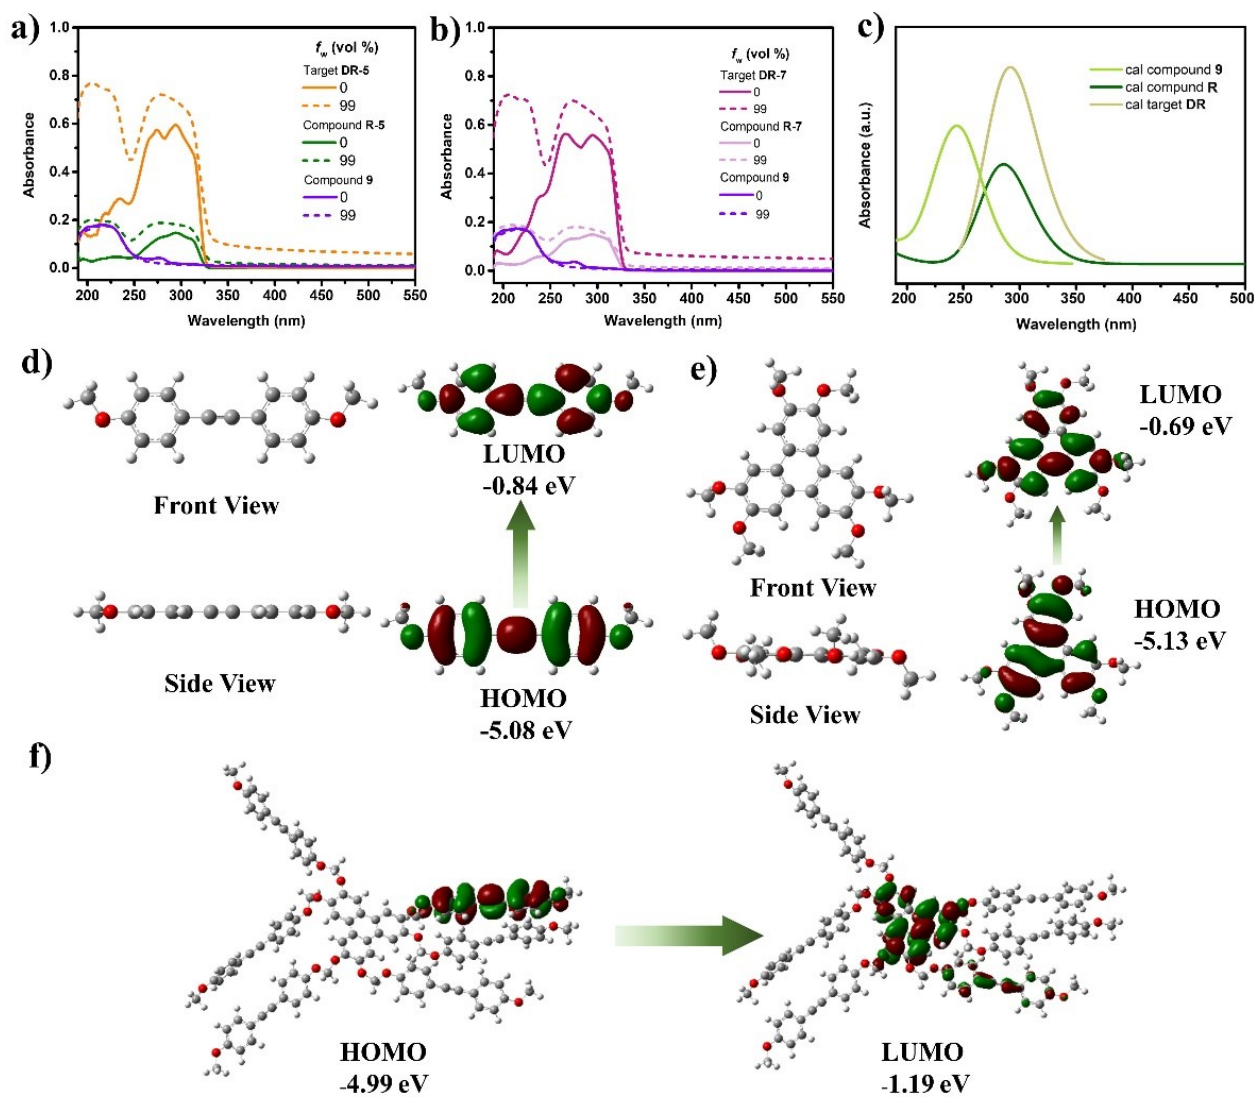 a)
1.0
0.8
0.6
0.4
0.2
0.0
Absorbance
200 250 300 350 400 450 500 550
Wavelength (nm)
fw (vol %)
Target DR-5
0
99
Compound R-5
0
99
Compound 9
0
99
b)
1.0
0.8
0.6
0.4
0.2
0.0
Absorbance
200 250 300 350 400 450 500 550
Wavelength (nm)
fw (vol %)
Target DR-7
0
99
Compound R-7
0
99
Compound 9
0
99
c)
Absorbance (a.u.)
200 250 300 350 400 450 500
Wavelength (nm)
cal compound 9
cal compund R
cal target DR
d)
Front View
LUMO
-0.84 eV
Side View
HOMO
-5.08 eV
e)
Front View
LUMO
-0.69 eV
Side View
HOMO
-5.13 eV
f)
HOMO
-4.99 eV
LUMO
-1.19 eV